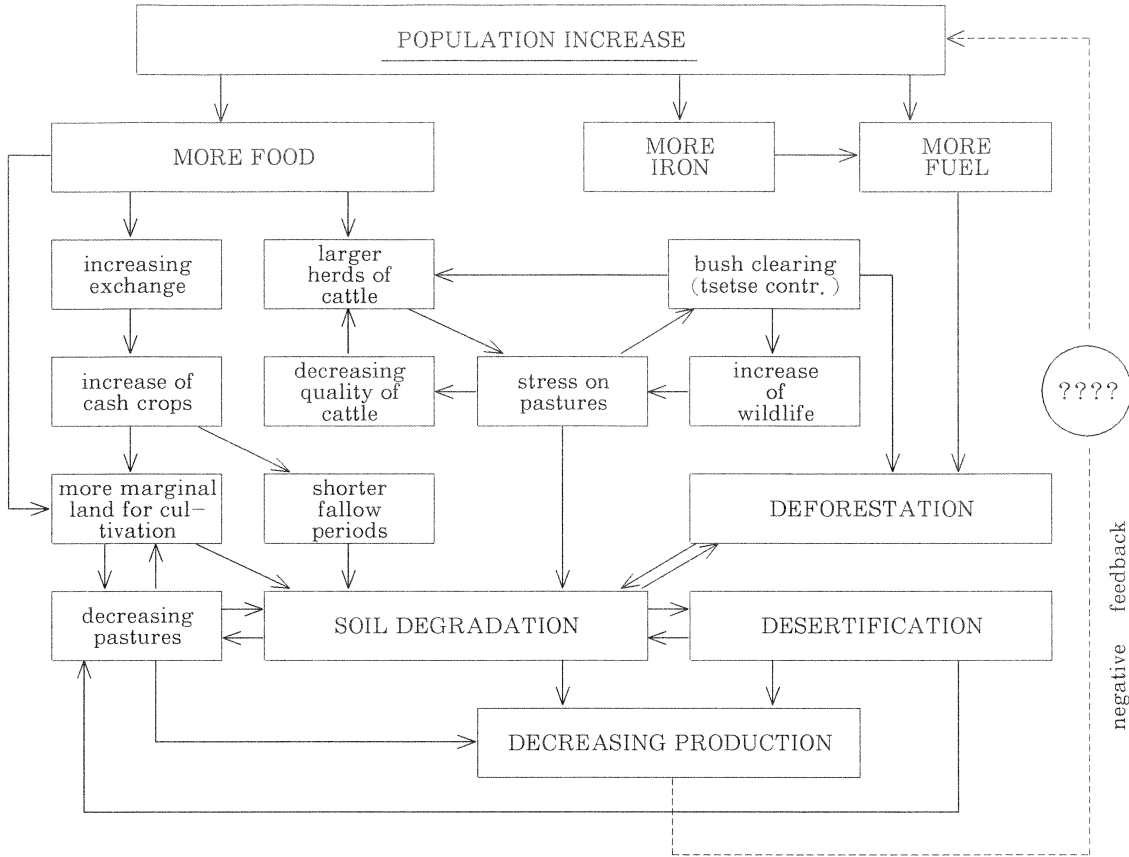 POPULATION INCREASE
MORE FOOD
MORE
IRON
MORE
FUEL
increasing
exchange
larger
herds of
cattle
bush clearing
(tsetse contr.)
increase of
cash crops
decreasing
quality of
cattle
stress on
pastures
increase
of
wildlife
????
more marginal
land for cul-
tivation
shorter
fallow
periods
DEFORESTATION
decreasing
pastures
SOIL DEGRADATION
DESERTIFICATION
DECREASING PRODUCTION
negative feedback